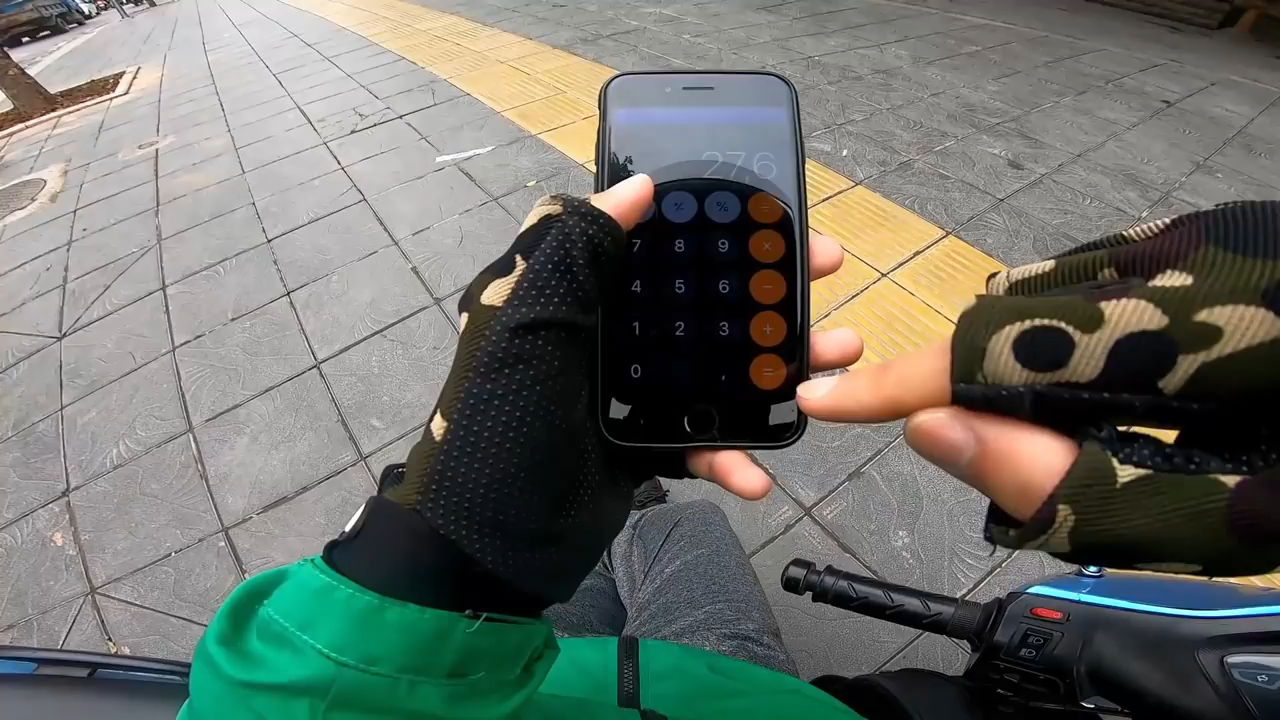 276
% ÷
7 8 9 ×
4 5 6 −
1 2 3 +
0 , =